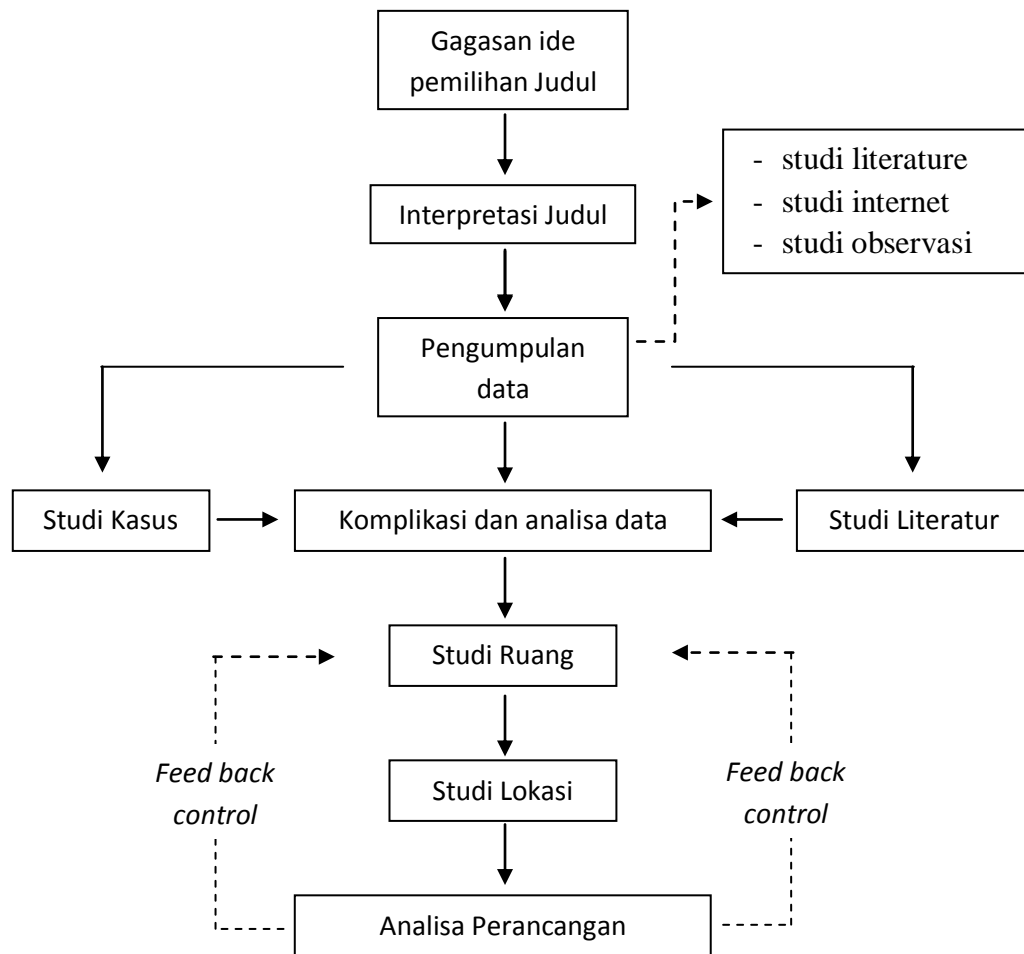 Gagasan ide
pemilihan Judul
- studi literature
- studi internet
- studi observasi
Interpretasi Judul
Pengumpulan
data
Studi Kasus
Komplikasi dan analisa data
Studi Literatur
Studi Ruang
Feed back
control
Studi Lokasi
Feed back
control
Analisa Perancangan